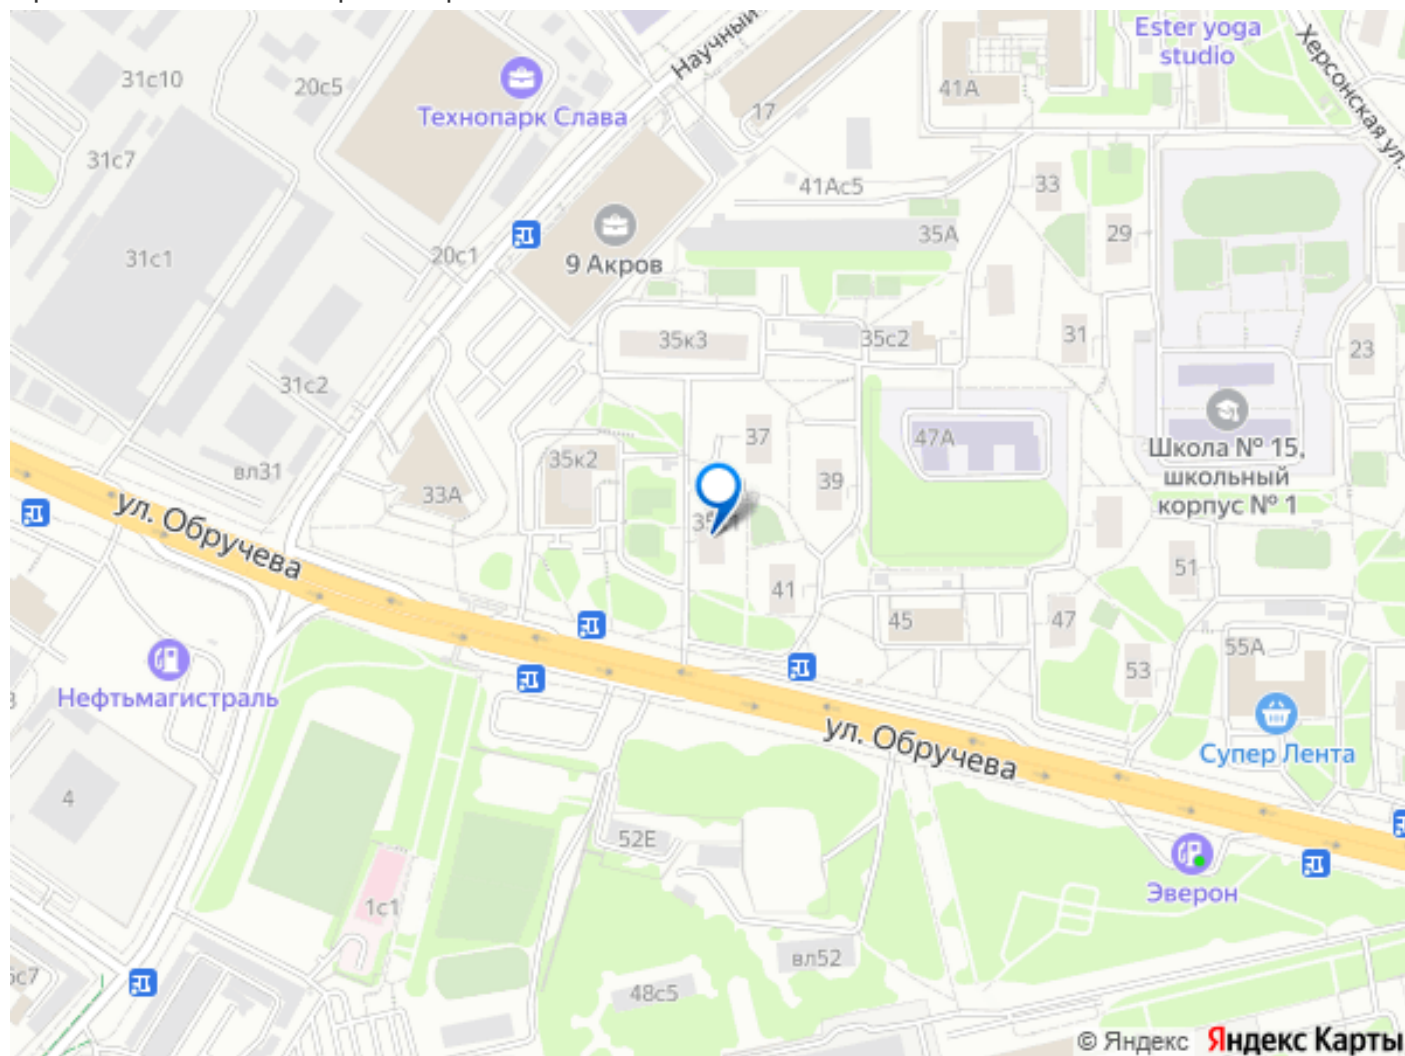 Ester yoga
studio
Научный
Херсонская ул.
31с10
20с5
Технопарк Слава
41А
17
31с7
41Ас5
33
35А
29
31с1
20с1
9 Акров
35к3
35с2
31
23
31с2
37
47А
Школа № 15,
школьный
корпус № 1
вл31
35к2
33А
39
ул. Обручева
41
51
45
47
55А
53
Нефтьмагистраль
ул. Обручева
Супер Лента
4
52Е
Эверон
1с1
вл52
48с5
© Яндекс Яндекс Карты